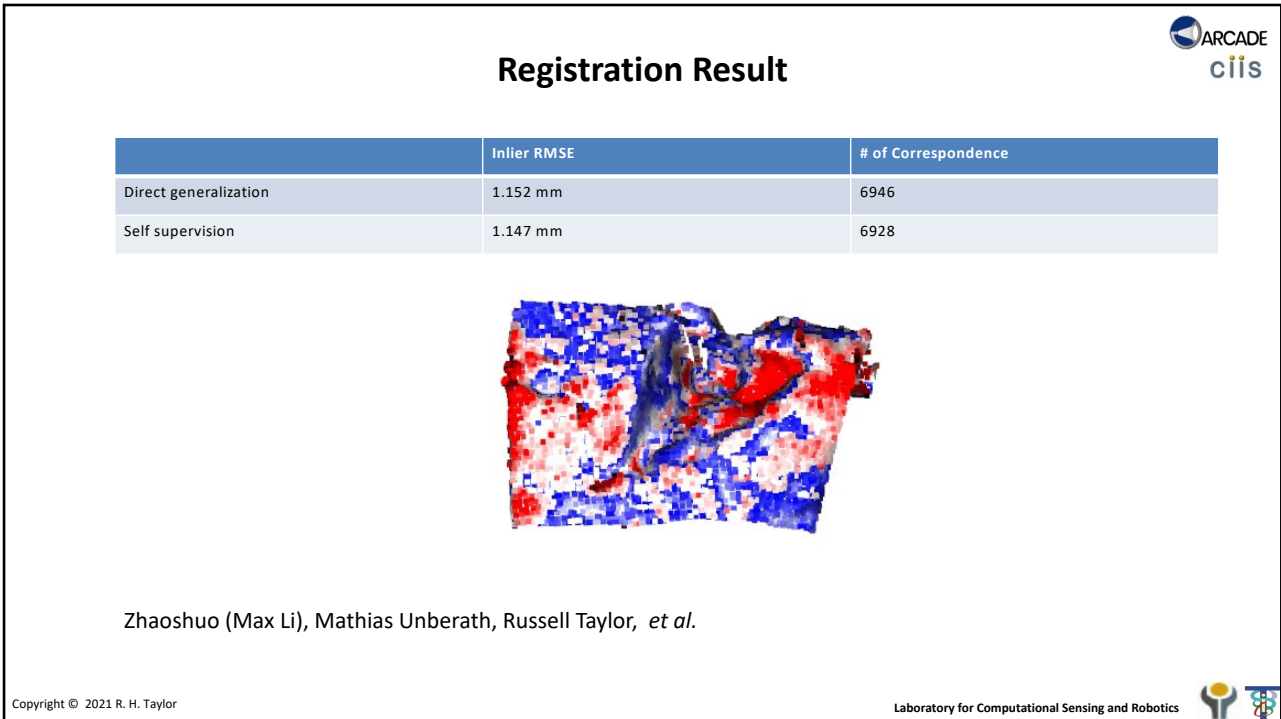 ARCADE
ciis
Registration Result
Inlier RMSE # of Correspondence
Direct generalization 1.152 mm 6946
Self supervision 1.147 mm 6928
Zhaoshuo (Max Li), Mathias Unberath, Russell Taylor, et al.
Copyright © 2021 R. H. Taylor
Laboratory for Computational Sensing and Robotics